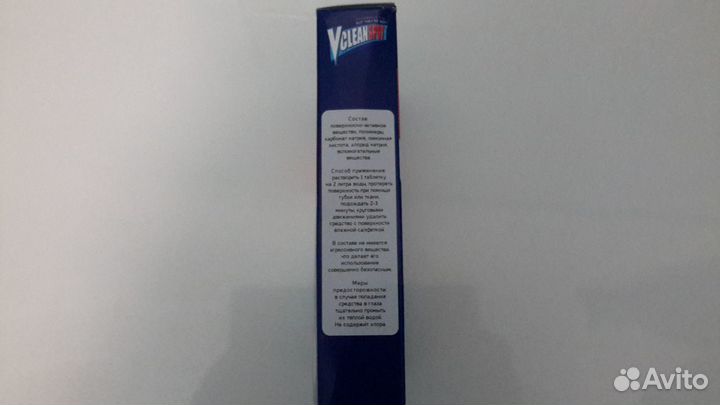 VCLEANSPOT
Состав
поверхностно-активное
вещество, полимеры,
карбонат натрия, лимонная
кислота, хлорид натрия,
вспомогательные
вещества.
Способ применения
растворить 1 таблетку
на 2 литра воды, протереть
поверхность при помощи
губки или ткани,
подождать 2-3
минуты, круговыми
движениями удалить
средство с поверхности
влажной салфеткой
В составе не имеется
агрессивного вещества,
что делает его
использование
совершенно безопасным.
Меры
предосторожности
в случае попадания
средства в глаза
тщательно промыть
их теплой водой.
Не содержит хлора
Avito